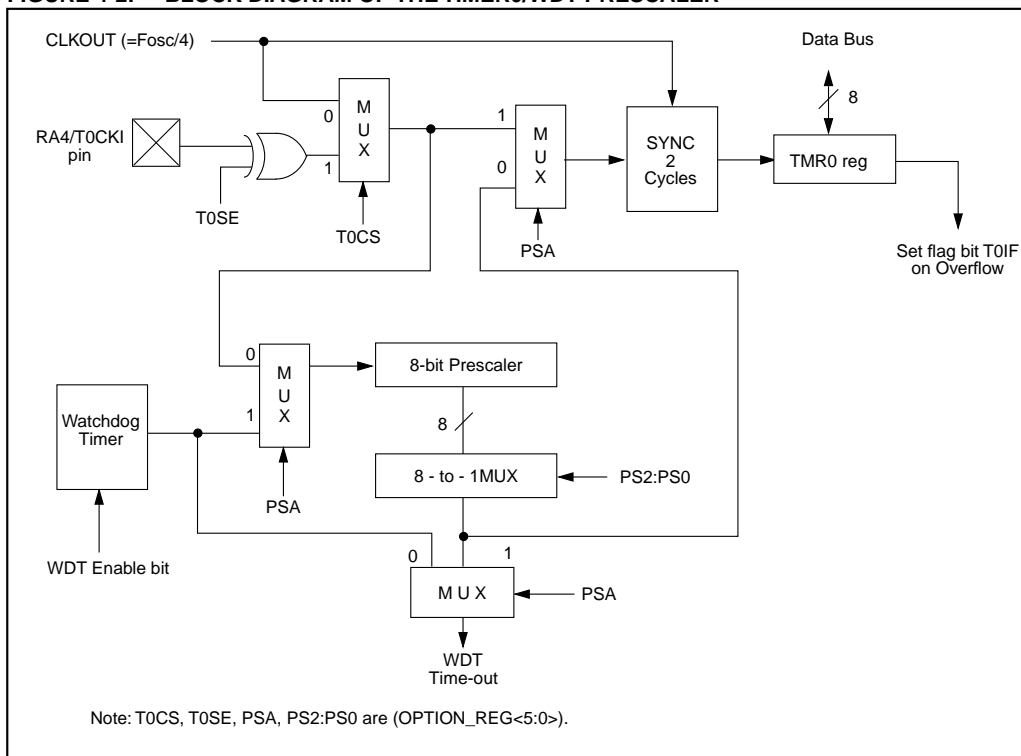 CLKOUT (=Fosc/4)
Data Bus
8
RA4/T0CKI
pin
T0SE
0
1
M
U
X
T0CS
1
0
M
U
X
PSA
SYNC
2
Cycles
TMR0 reg
Set flag bit T0IF
on Overflow
Watchdog
Timer
WDT Enable bit
0
1
M
U
X
PSA
8-bit Prescaler
8
8 - to - 1MUX
PS2:PS0
0
1
M U X
PSA
WDT
Time-out
Note: T0CS, T0SE, PSA, PS2:PS0 are (OPTION_REG<5:0>).